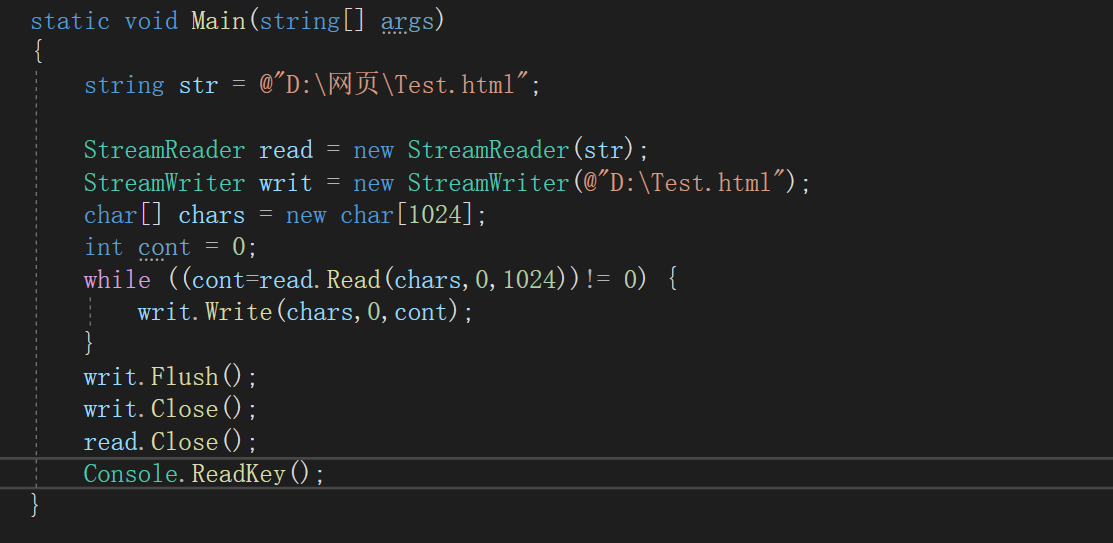 static void Main(string[] args)
{
string str = @"D:\网页\Test.html";
StreamReader read = new StreamReader(str);
StreamWriter writ = new StreamWriter(@"D:\Test.html");
char[] chars = new char[1024];
int cont = 0;
while ((cont=read.Read(chars,0,1024))!= 0) {
writ.Write(chars,0,cont);
}
writ.Flush();
writ.Close();
read.Close();
Console.ReadKey();
}